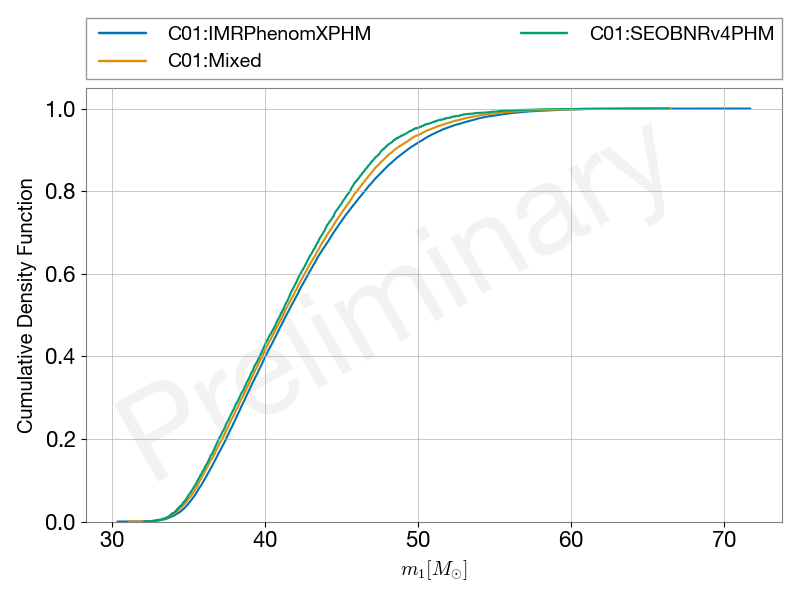 C01:IMRPhenomXPHM
C01:Mixed
C01:SEOBNRv4PHM
Preliminary
Cumulative Density Function
1.0
0.8
0.6
0.4
0.2
0.0
30 40 50 60 70
m₁[M☉]